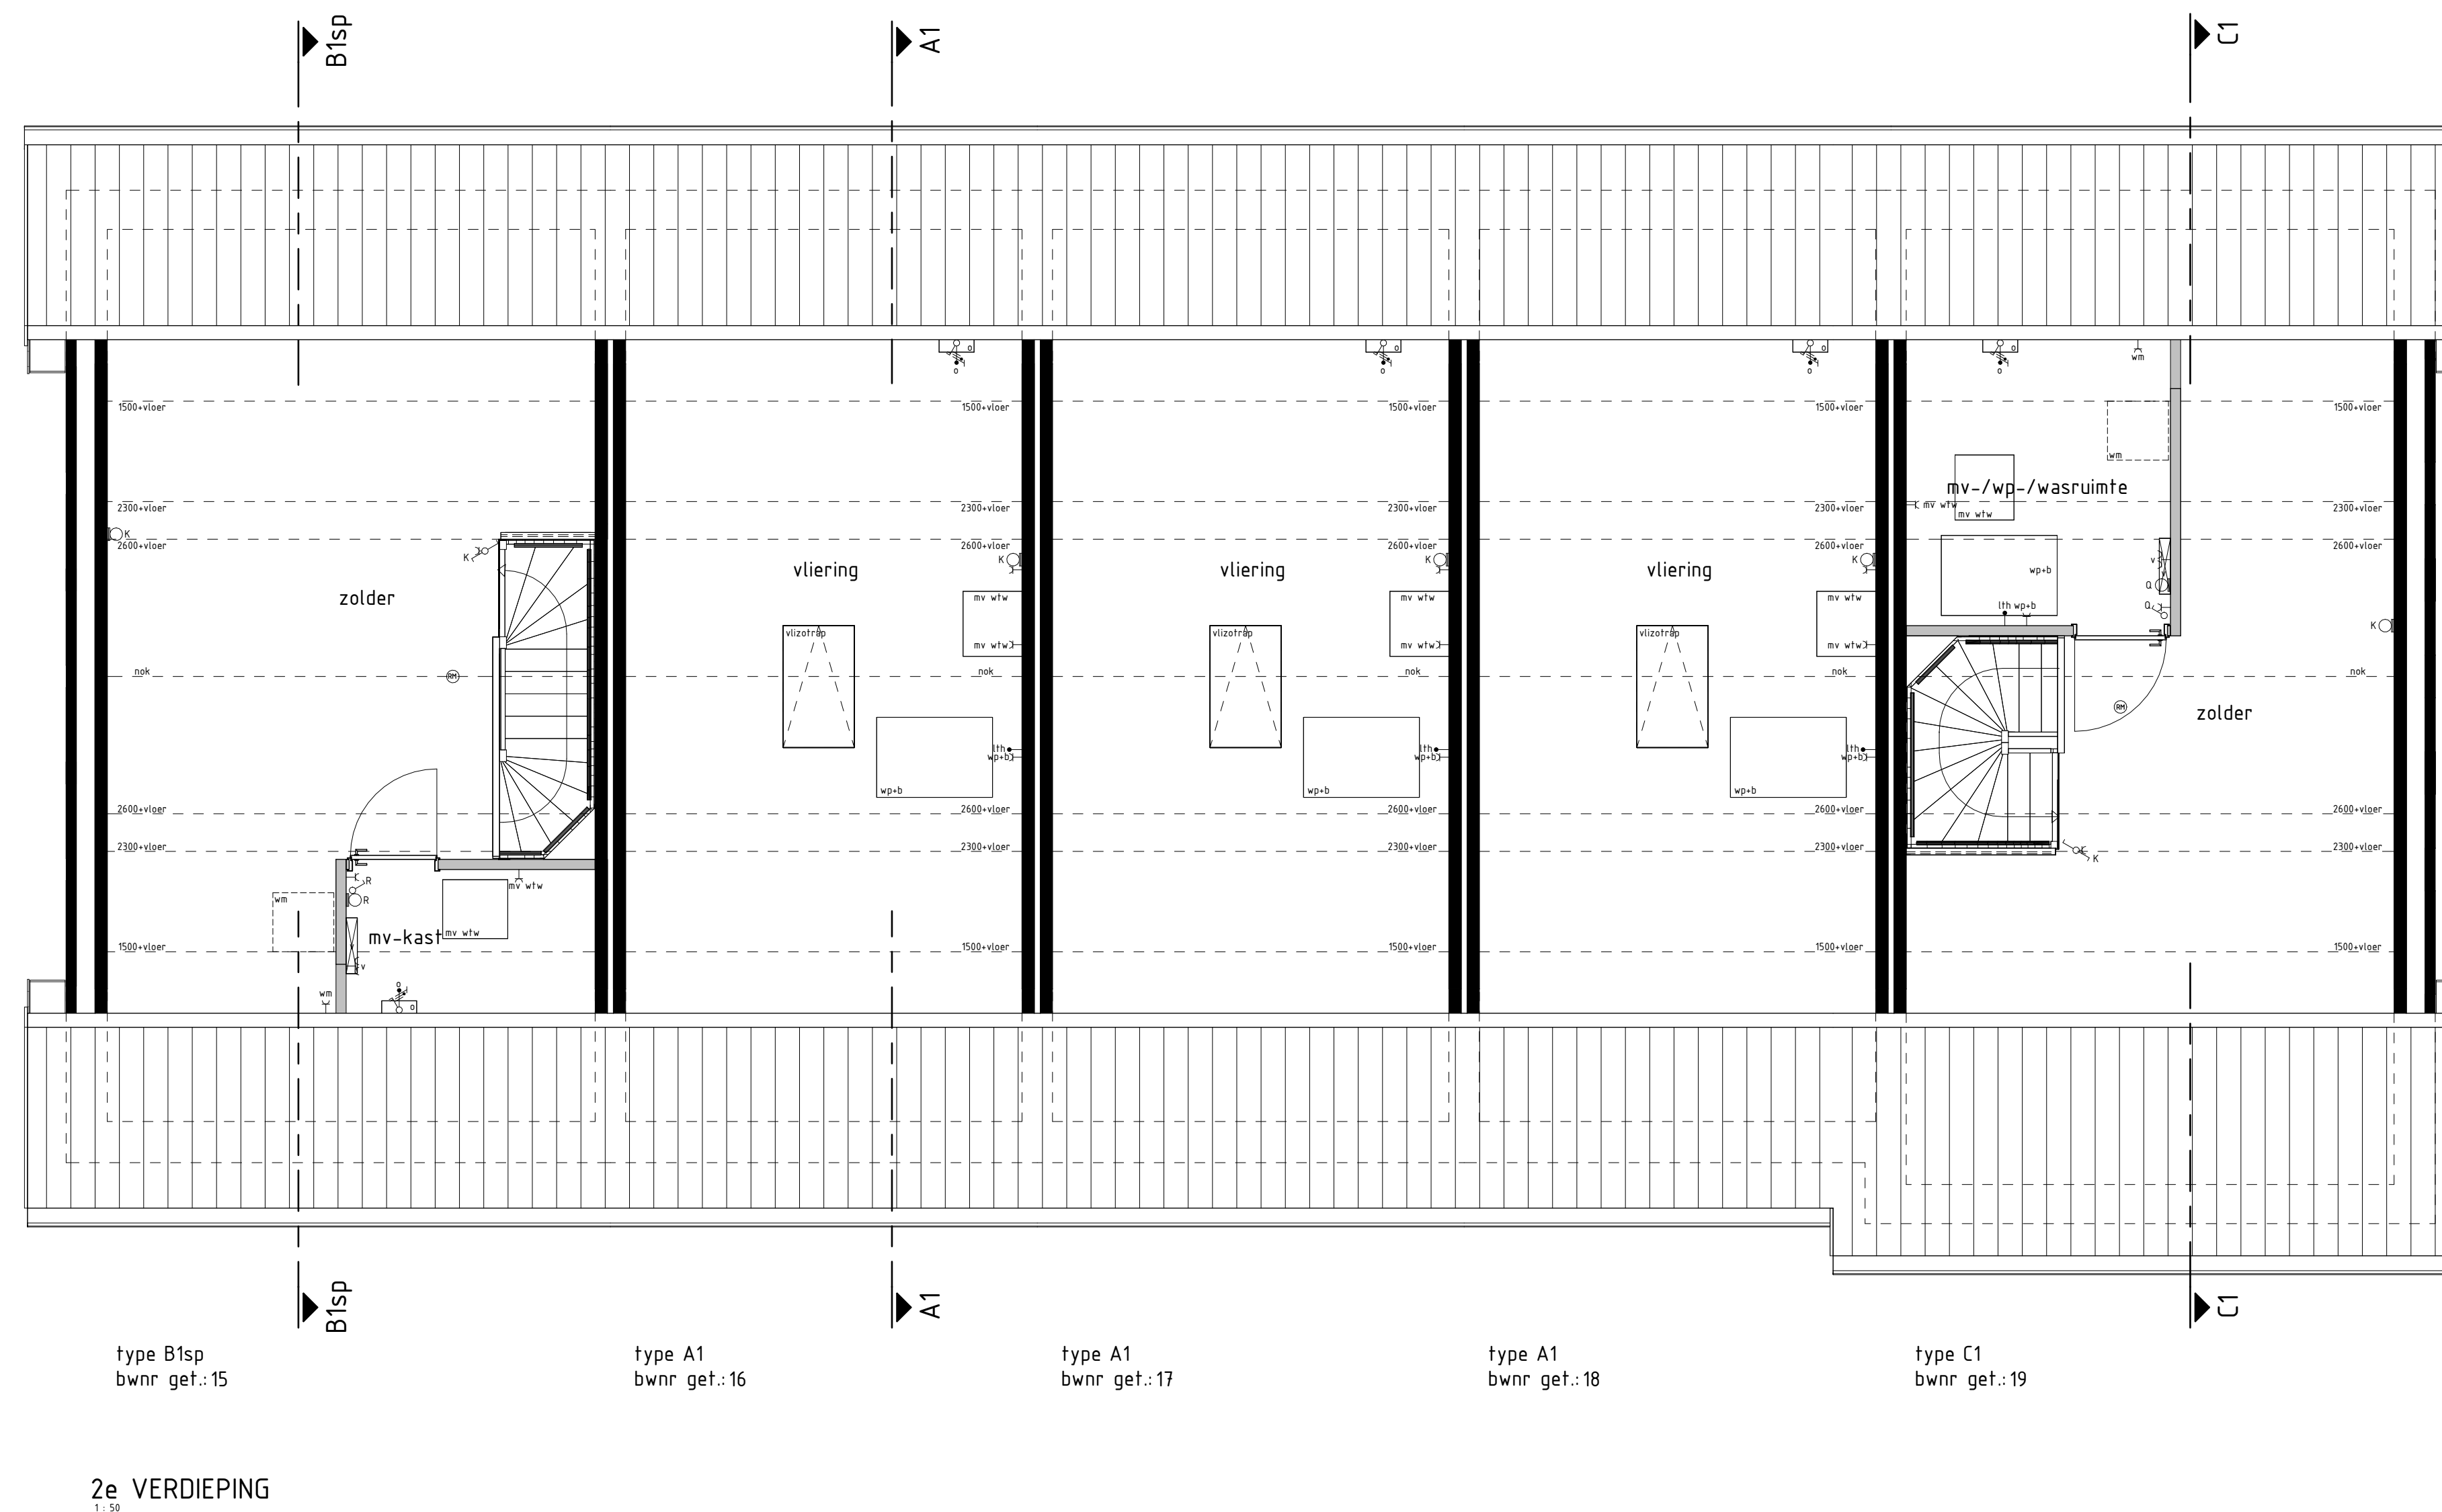 B1sp
A1
C1
o
o
o
o
o
o
o
o
wm
1500+vloer
1500+vloer
1500+vloer
1500+vloer
1500+vloer
wm
mv-/wp-/wasruimte
2300+vloer
2300+vloer
2300+vloer
2300+vloer
mv wtw
mv wtw
2300+vloer
K
2600+vloer
K
2600+vloer
2600+vloer
2600+vloer
2600+vloer
K
K
K
v
zolder
vliering
vliering
vliering
wp+b
Q
mv wtw
mv wtw
mv wtw
lth wp+b
Q
vlizotrap
vlizotrap
vlizotrap
K
mv wtw
mv wtw
mv wtw
nok
RM
nok
nok
nok
nok
RM
zolder
lth
wp+b
lth
wp+b
lth
wp+b
wp+b
wp+b
wp+b
2600+vloer
2600+vloer
2600+vloer
2600+vloer
2600+vloer
2300+vloer
2300+vloer
2300+vloer
2300+vloer
2300+vloer
K
R
mv wtw
wm
R
mv-kast
mv wtw
1500+vloer
1500+vloer
1500+vloer
1500+vloer
1500+vloer
v
wm
o
o
B1sp
A1
C1
type B1sp
bwnr get.: 15
type A1
bwnr get.: 16
type A1
bwnr get.: 17
type A1
bwnr get.: 18
type C1
bwnr get.: 19
2e VERDIEPING
1 : 50